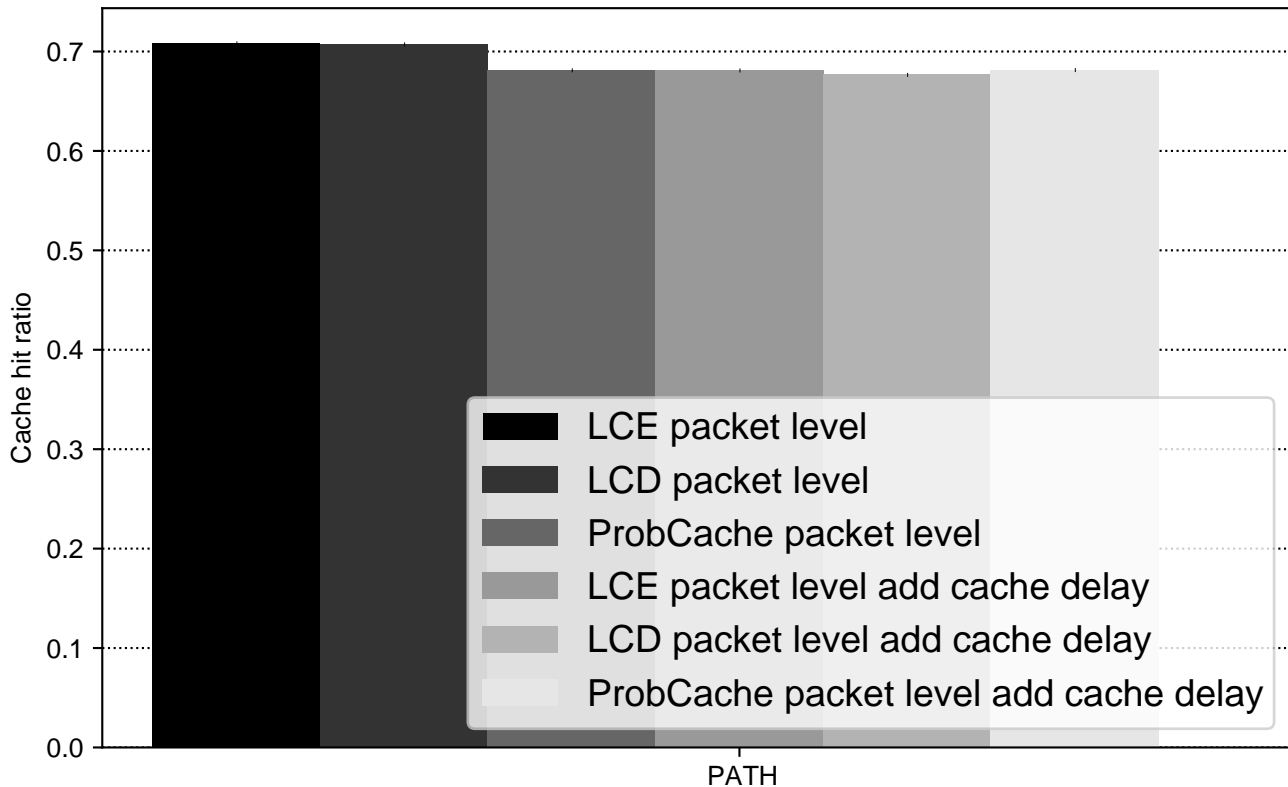 0.7
0.6
0.5
0.4
0.3
0.2
0.1
0.0
Cache hit ratio
LCE packet level
LCD packet level
ProbCache packet level
LCE packet level add cache delay
LCD packet level add cache delay
ProbCache packet level add cache delay
PATH